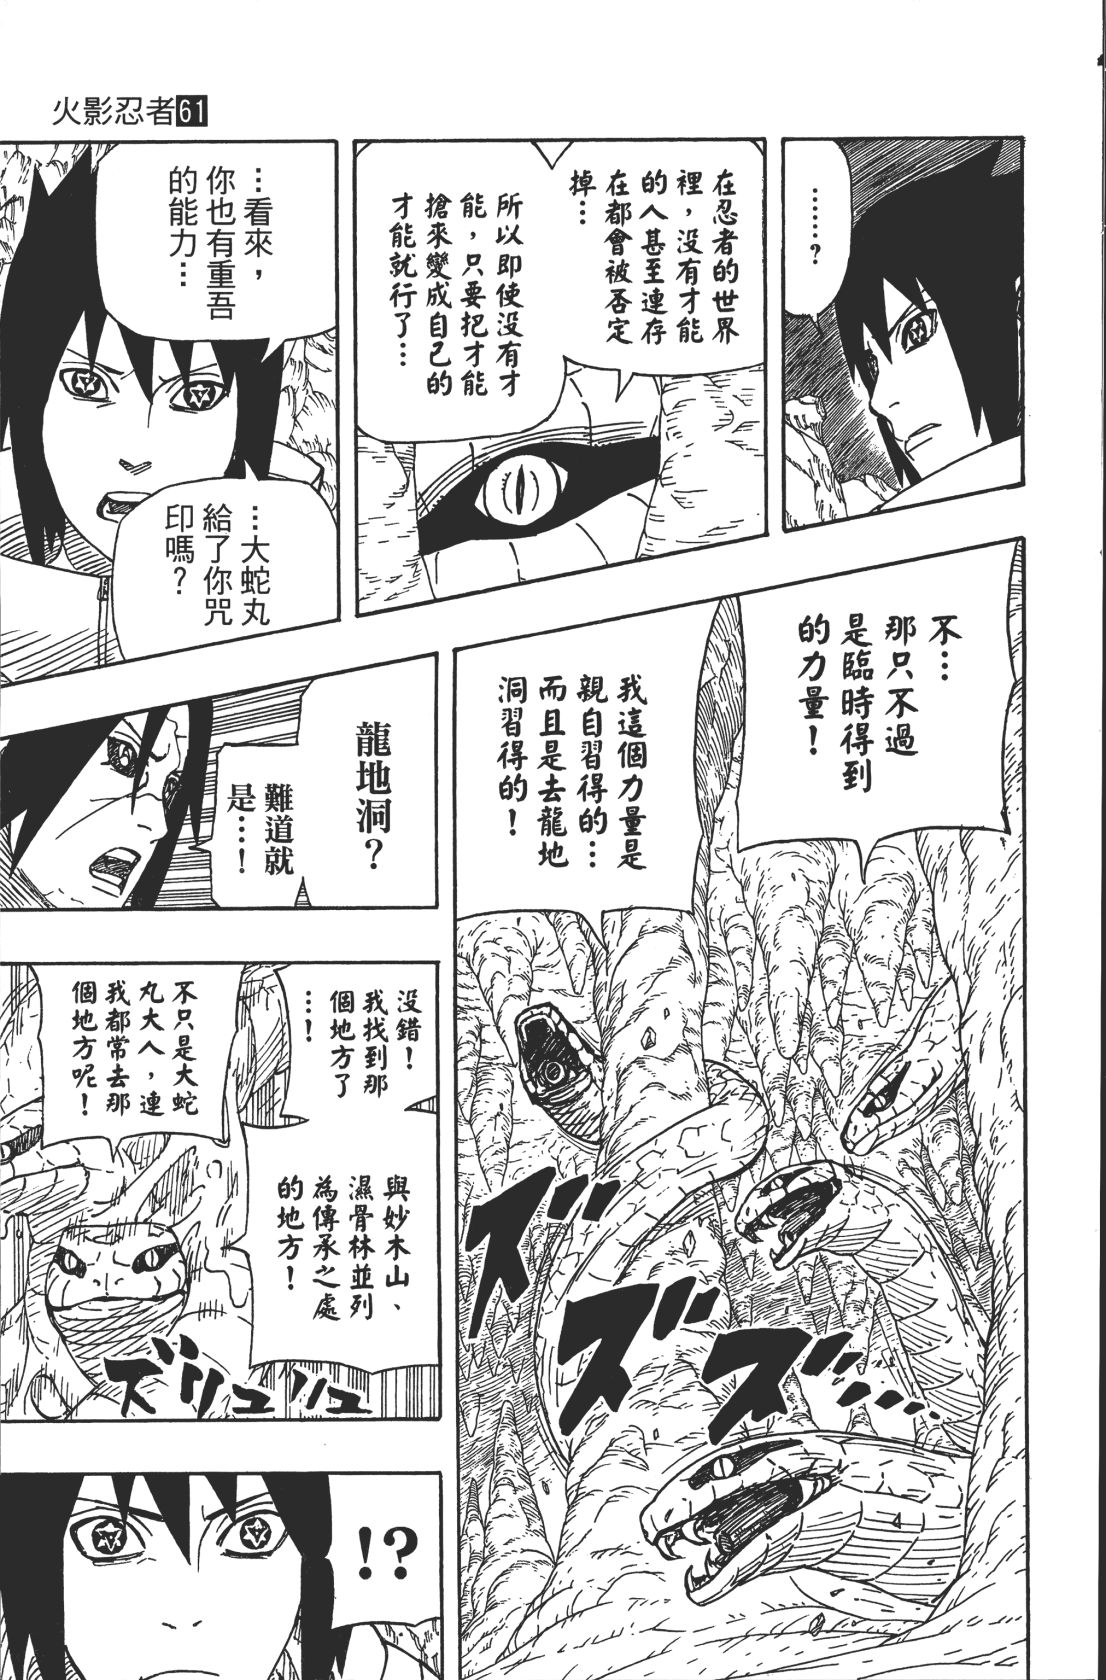 火影忍者61
……?
在忍者的世界
裡，沒有才能
的人甚至連存
在都會被否定
掉…
所以即使沒有才
能，只要把才能
搶來變成自己的
才能就行了…
…看來，
你也有重吾
的能力…
…大蛇丸
給了你咒
印嗎？
不…
那只不過
是臨時得到
的力量！
我這個力量是
親自習得的…
而且是去龍地
洞習得的！
龍地洞？
難道就
是…！
沒錯！
我找到那
個地方了
…！
與妙木山、
濕骨林並列
為傳承之處
的地方！
不只是大蛇
丸大人，連
我都常去那
個地方呢！
ズズズ
ズリュリュ
!?